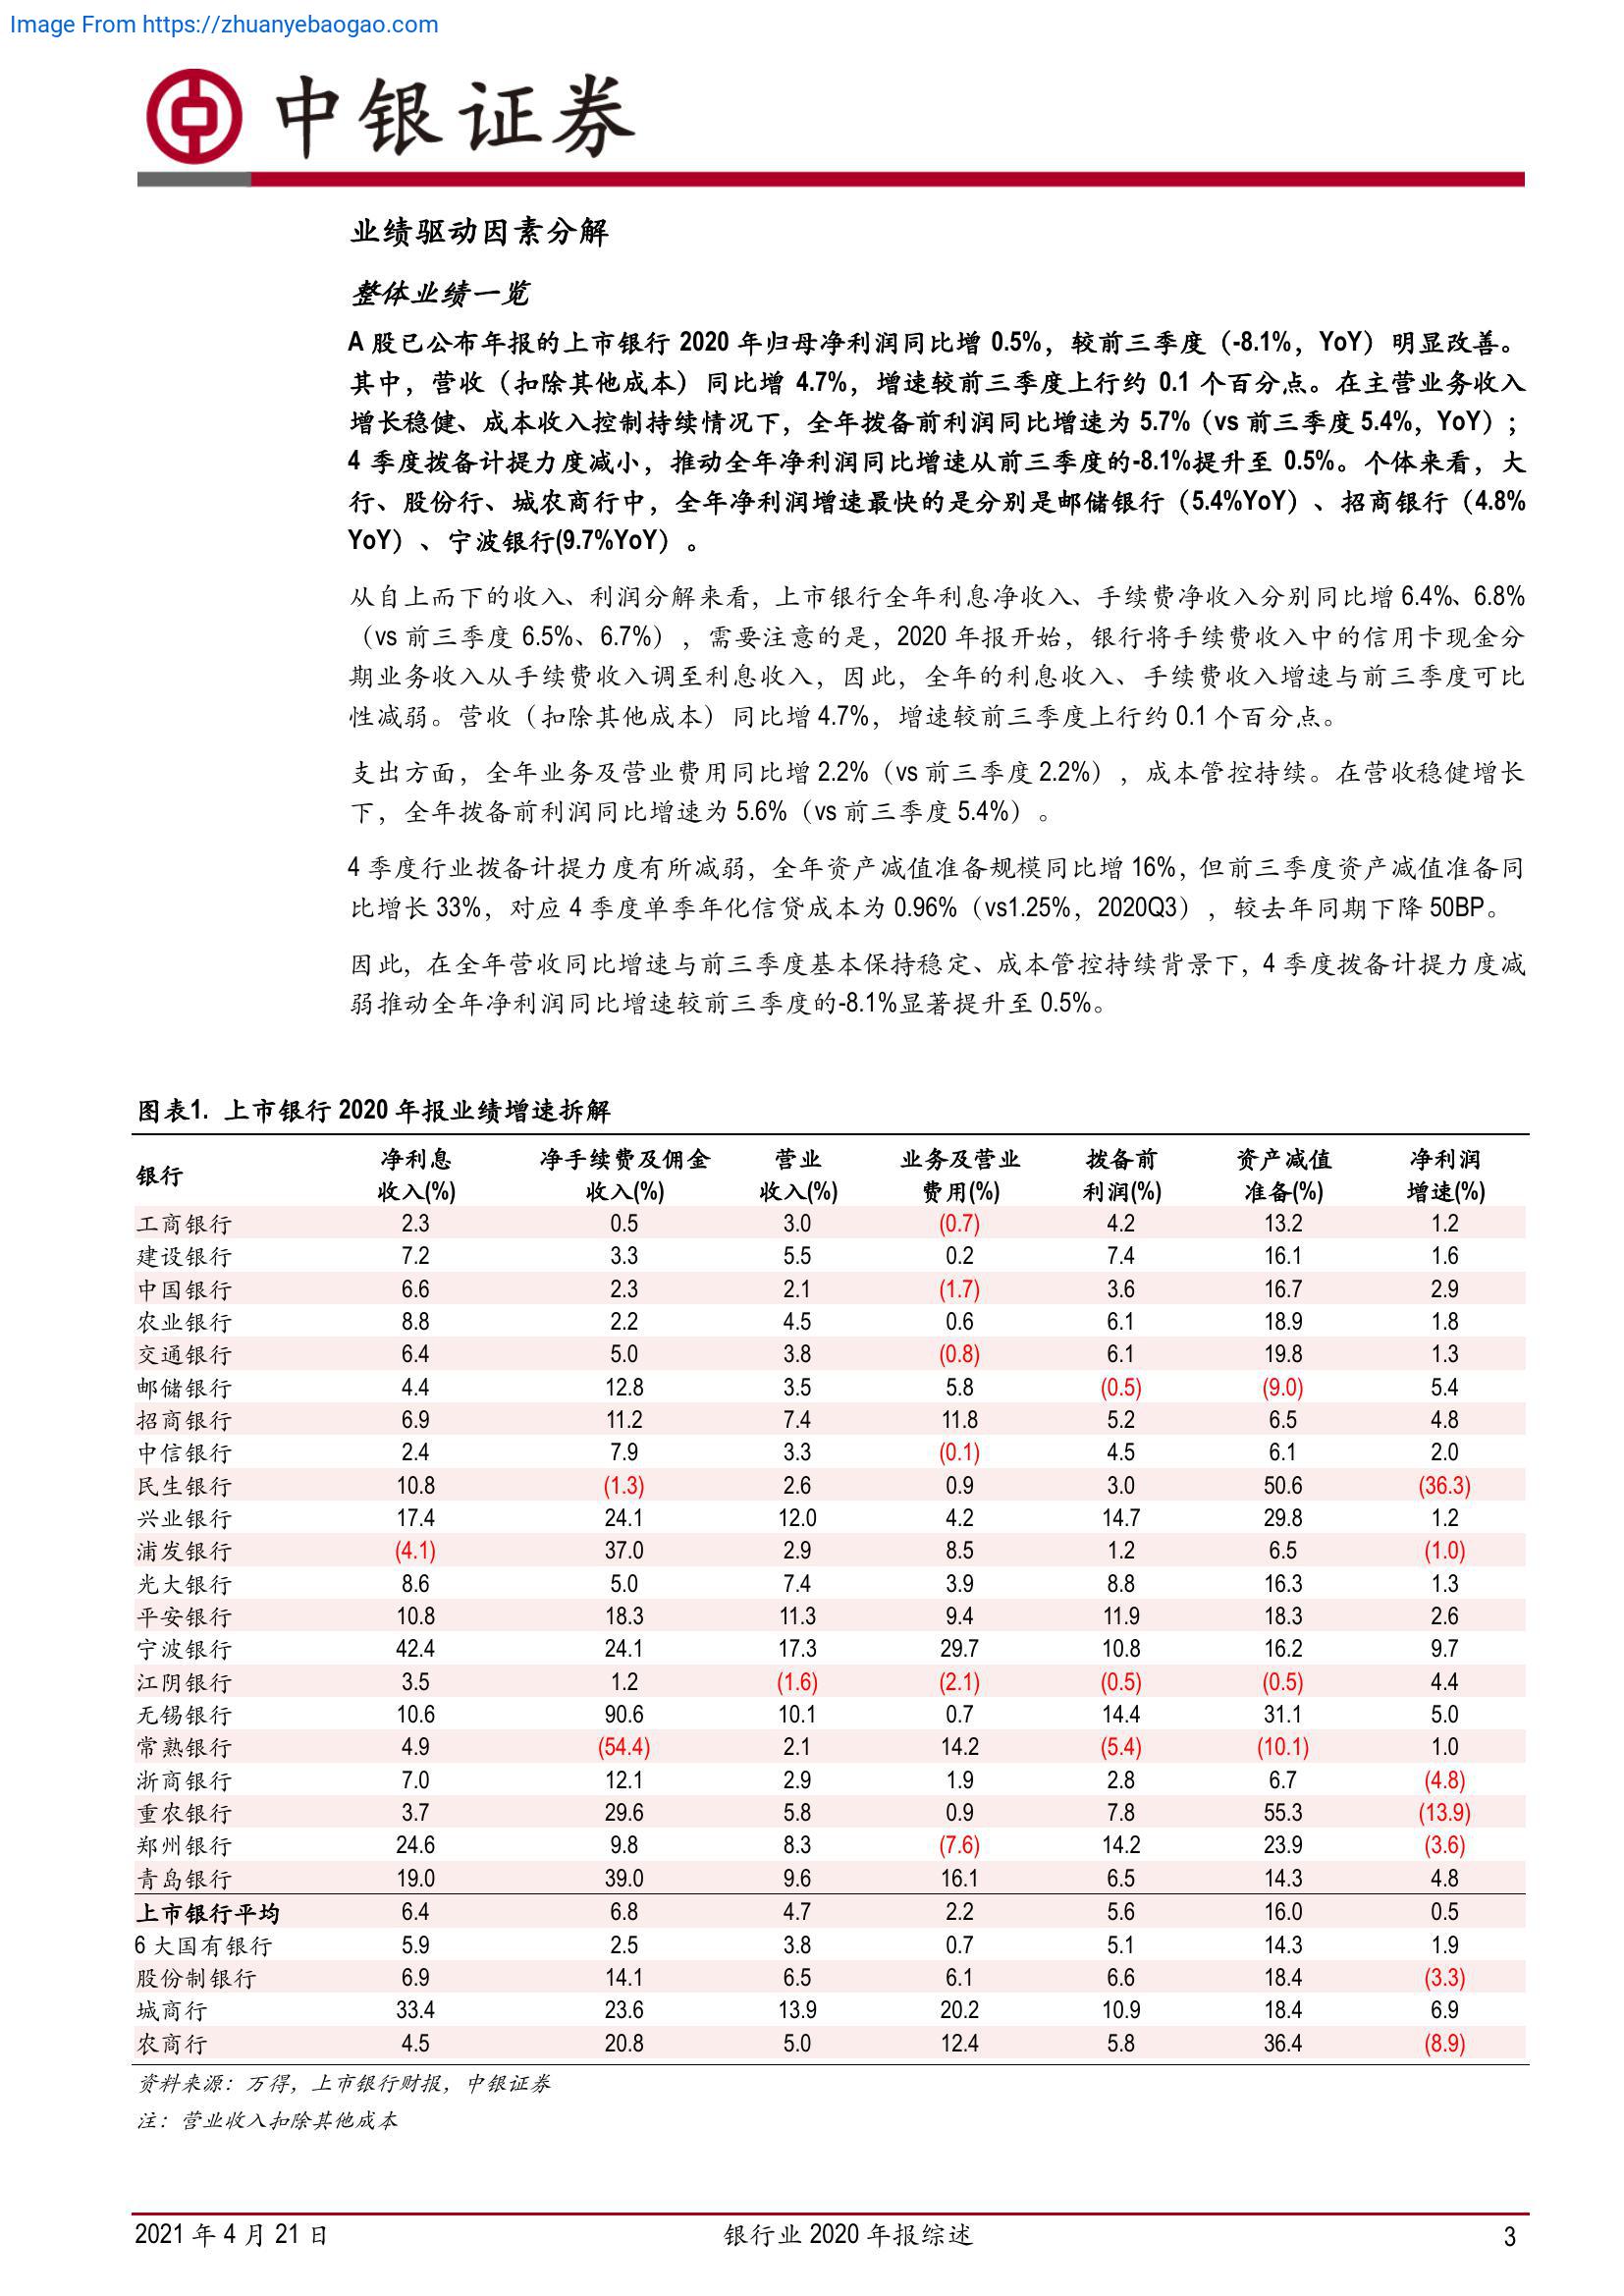 Image From https://zhuanyebaogao.com
中银证券
业绩驱动因素分解
整体业绩一览
A 股已公布年报的上市银行 2020 年归母净利润同比增 0.5%，较前三季度（-8.1%，YoY）明显改善。
其中，营收（扣除其他成本）同比增 4.7%，增速较前三季度上行约 0.1 个百分点。在主营业务收入
增长稳健、成本收入控制持续情况下，全年拨备前利润同比增速为 5.7%（vs 前三季度 5.4%，YoY）；
4 季度拨备计提力度减小，推动全年净利润同比增速从前三季度的-8.1%提升至 0.5%。个体来看，大
行、股份行、城农商行中，全年净利润增速最快的是分别是邮储银行（5.4%YoY）、招商银行（4.8%
YoY）、宁波银行(9.7%YoY）。
从自上而下的收入、利润分解来看，上市银行全年利息净收入、手续费净收入分别同比增 6.4%、6.8%
（vs 前三季度 6.5%、6.7%），需要注意的是，2020 年报开始，银行将手续费收入中的信用卡现金分
期业务收入从手续费收入调至利息收入，因此，全年的利息收入、手续费收入增速与前三季度可比
性减弱。营收（扣除其他成本）同比增 4.7%，增速较前三季度上行约 0.1 个百分点。
支出方面，全年业务及营业费用同比增 2.2%（vs 前三季度 2.2%），成本管控持续。在营收稳健增长
下，全年拨备前利润同比增速为 5.6%（vs 前三季度 5.4%）。
4 季度行业拨备计提力度有所减弱，全年资产减值准备规模同比增 16%，但前三季度资产减值准备同
比增长 33%，对应 4 季度单季年化信贷成本为 0.96%（vs1.25%，2020Q3），较去年同期下降 50BP。
因此，在全年营收同比增速与前三季度基本保持稳定、成本管控持续背景下，4 季度拨备计提力度减
弱推动全年净利润同比增速较前三季度的-8.1%显著提升至 0.5%。
图表1. 上市银行 2020 年报业绩增速拆解
银行 净利息 净手续费及佣金 营业 业务及营业 拨备前 资产减值 净利润
收入(%) 收入(%) 收入(%) 费用(%) 利润(%) 准备(%) 增速(%)
工商银行 2.3 0.5 3.0 (0.7) 4.2 13.2 1.2
建设银行 7.2 3.3 5.5 0.2 7.4 16.1 1.6
中国银行 6.6 2.3 2.1 (1.7) 3.6 16.7 2.9
农业银行 8.8 2.2 4.5 0.6 6.1 18.9 1.8
交通银行 6.4 5.0 3.8 (0.8) 6.1 19.8 1.3
邮储银行 4.4 12.8 3.5 5.8 (0.5) (9.0) 5.4
招商银行 6.9 11.2 7.4 11.8 5.2 6.5 4.8
中信银行 2.4 7.9 3.3 (0.1) 4.5 6.1 2.0
民生银行 10.8 (1.3) 2.6 0.9 3.0 50.6 (36.3)
兴业银行 17.4 24.1 12.0 4.2 14.7 29.8 1.2
浦发银行 (4.1) 37.0 2.9 8.5 1.2 6.5 (1.0)
光大银行 8.6 5.0 7.4 3.9 8.8 16.3 1.3
平安银行 10.8 18.3 11.3 9.4 11.9 18.3 2.6
宁波银行 42.4 24.1 17.3 29.7 10.8 16.2 9.7
江阴银行 3.5 1.2 (1.6) (2.1) (0.5) (0.5) 4.4
无锡银行 10.6 90.6 10.1 0.7 14.4 31.1 5.0
常熟银行 4.9 (54.4) 2.1 14.2 (5.4) (10.1) 1.0
浙商银行 7.0 12.1 2.9 1.9 2.8 6.7 (4.8)
重农银行 3.7 29.6 5.8 0.9 7.8 55.3 (13.9)
郑州银行 24.6 9.8 8.3 (7.6) 14.2 23.9 (3.6)
青岛银行 19.0 39.0 9.6 16.1 6.5 14.3 4.8
上市银行平均 6.4 6.8 4.7 2.2 5.6 16.0 0.5
6 大国有银行 5.9 2.5 3.8 0.7 5.1 14.3 1.9
股份制银行 6.9 14.1 6.5 6.1 6.6 18.4 (3.3)
城商行 33.4 23.6 13.9 20.2 10.9 18.4 6.9
农商行 4.5 20.8 5.0 12.4 5.8 36.4 (8.9)
资料来源：万得，上市银行财报，中银证券
注：营业收入扣除其他成本
2021 年 4 月 21 日 银行业 2020 年报综述 3